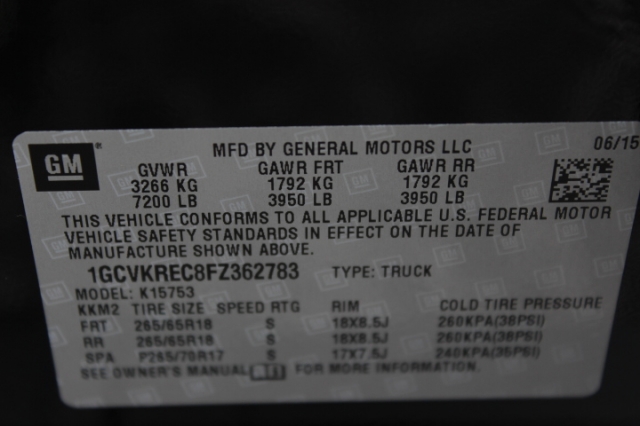 GM
MFD BY GENERAL MOTORS LLC 06/15
GVWR GAWR FRT GAWR RR
3266 KG 1792 KG 1792 KG
7200 LB 3950 LB 3950 LB
THIS VEHICLE CONFORMS TO ALL APPLICABLE U.S. FEDERAL MOTOR
VEHICLE SAFETY STANDARDS IN EFFECT ON THE DATE OF
MANUFACTURE SHOWN ABOVE.
1GCVKREC8FZ362783 TYPE: TRUCK
MODEL: K15753
KKM2 TIRE SIZE SPEED RTG RIM COLD TIRE PRESSURE
FRT 265/65R18 S 18X8.5J 260KPA(38PSI)
RR 265/65R18 S 18X8.5J 260KPA(38PSI)
SPA P265/70R17 S 17X7.5J 240KPA(35PSI)
SEE OWNER'S MANUAL FOR MORE INFORMATION.